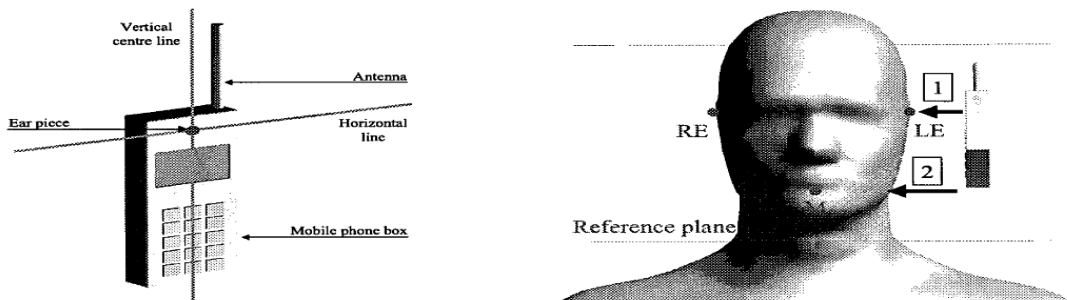 Vertical
centre line
Antenna
Ear piece
Horizontal
line
Mobile phone box
1
RE
LE
2
M
Reference plane